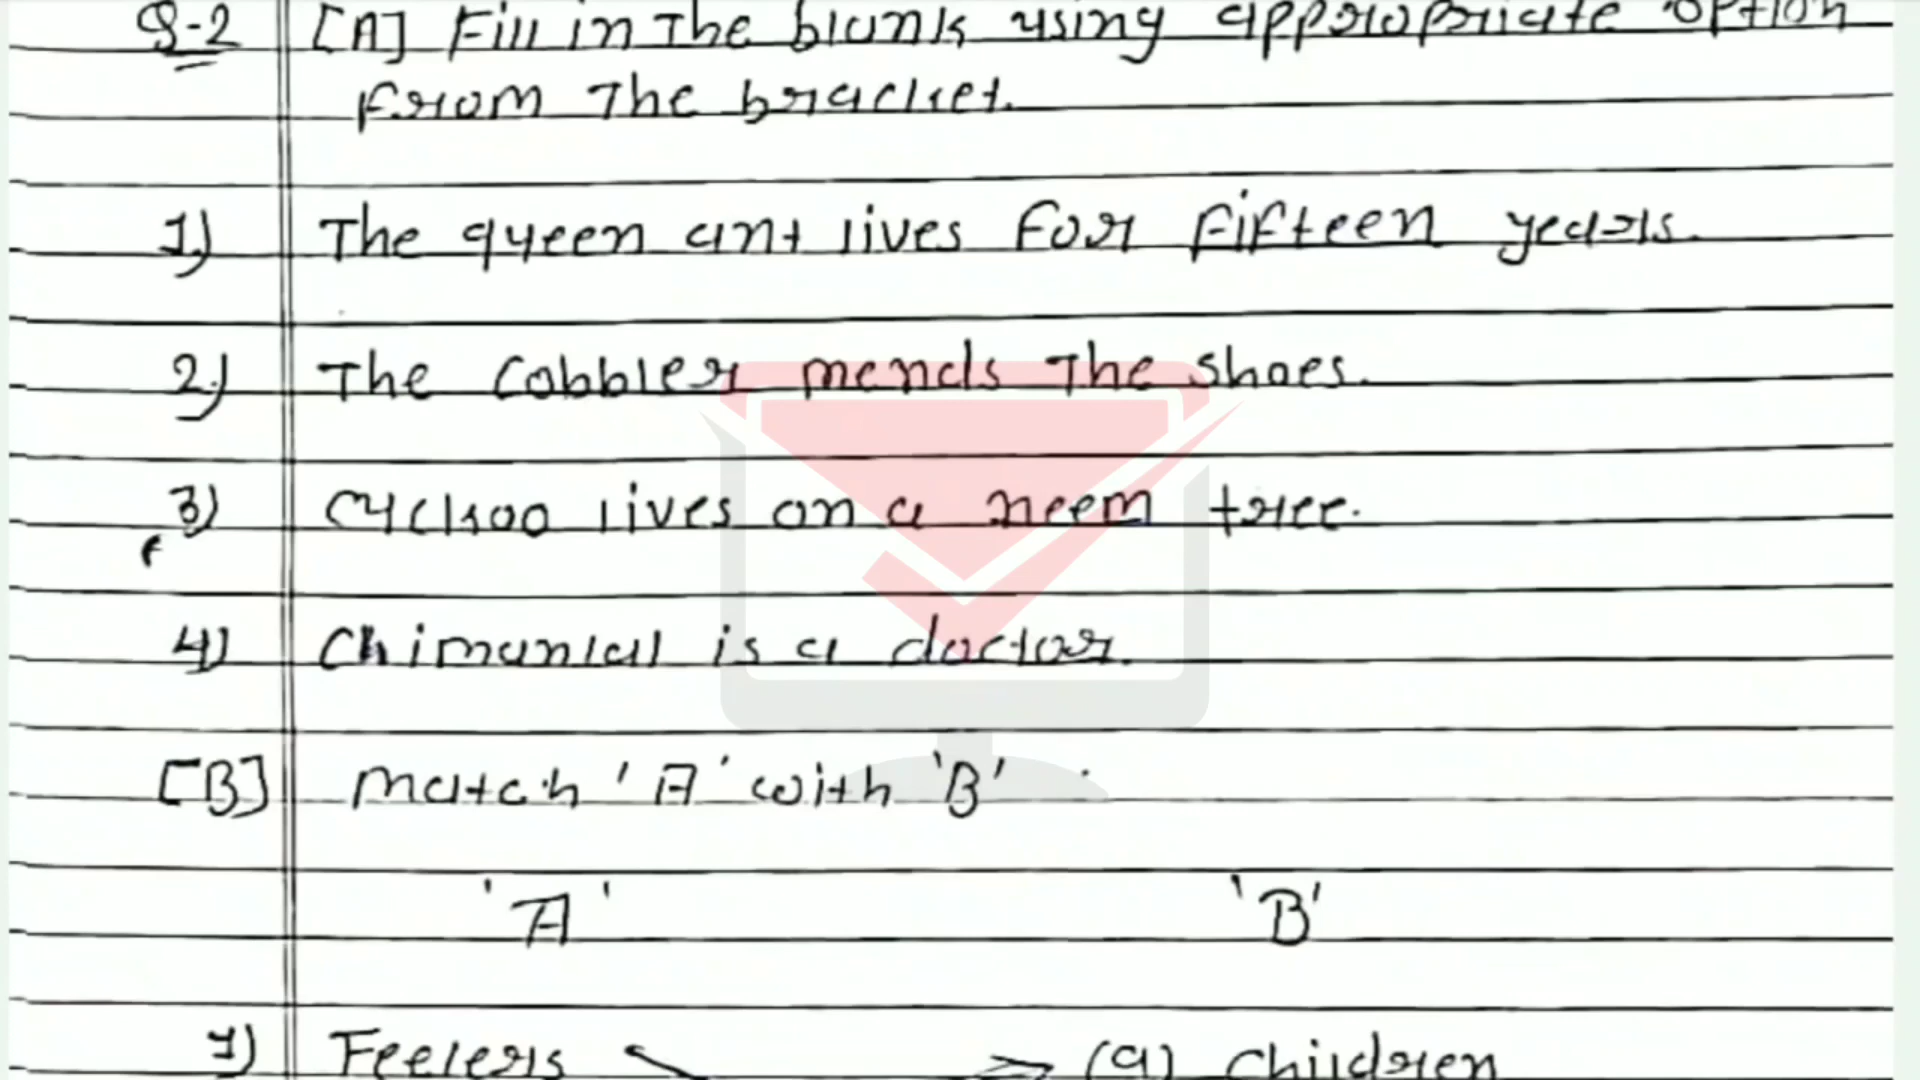 Q-2 [A] Fill in The blank using appropriate option
from The bracket.
1) The queen ant lives for fifteen years.
2) The Cobbler mends The shoes.
3) Cuckoo lives on a neem tree.
4) Chimanlal is a doctor.
[B] Match 'A' with 'B'
'A' 'B'
1) Feelers (a) Children